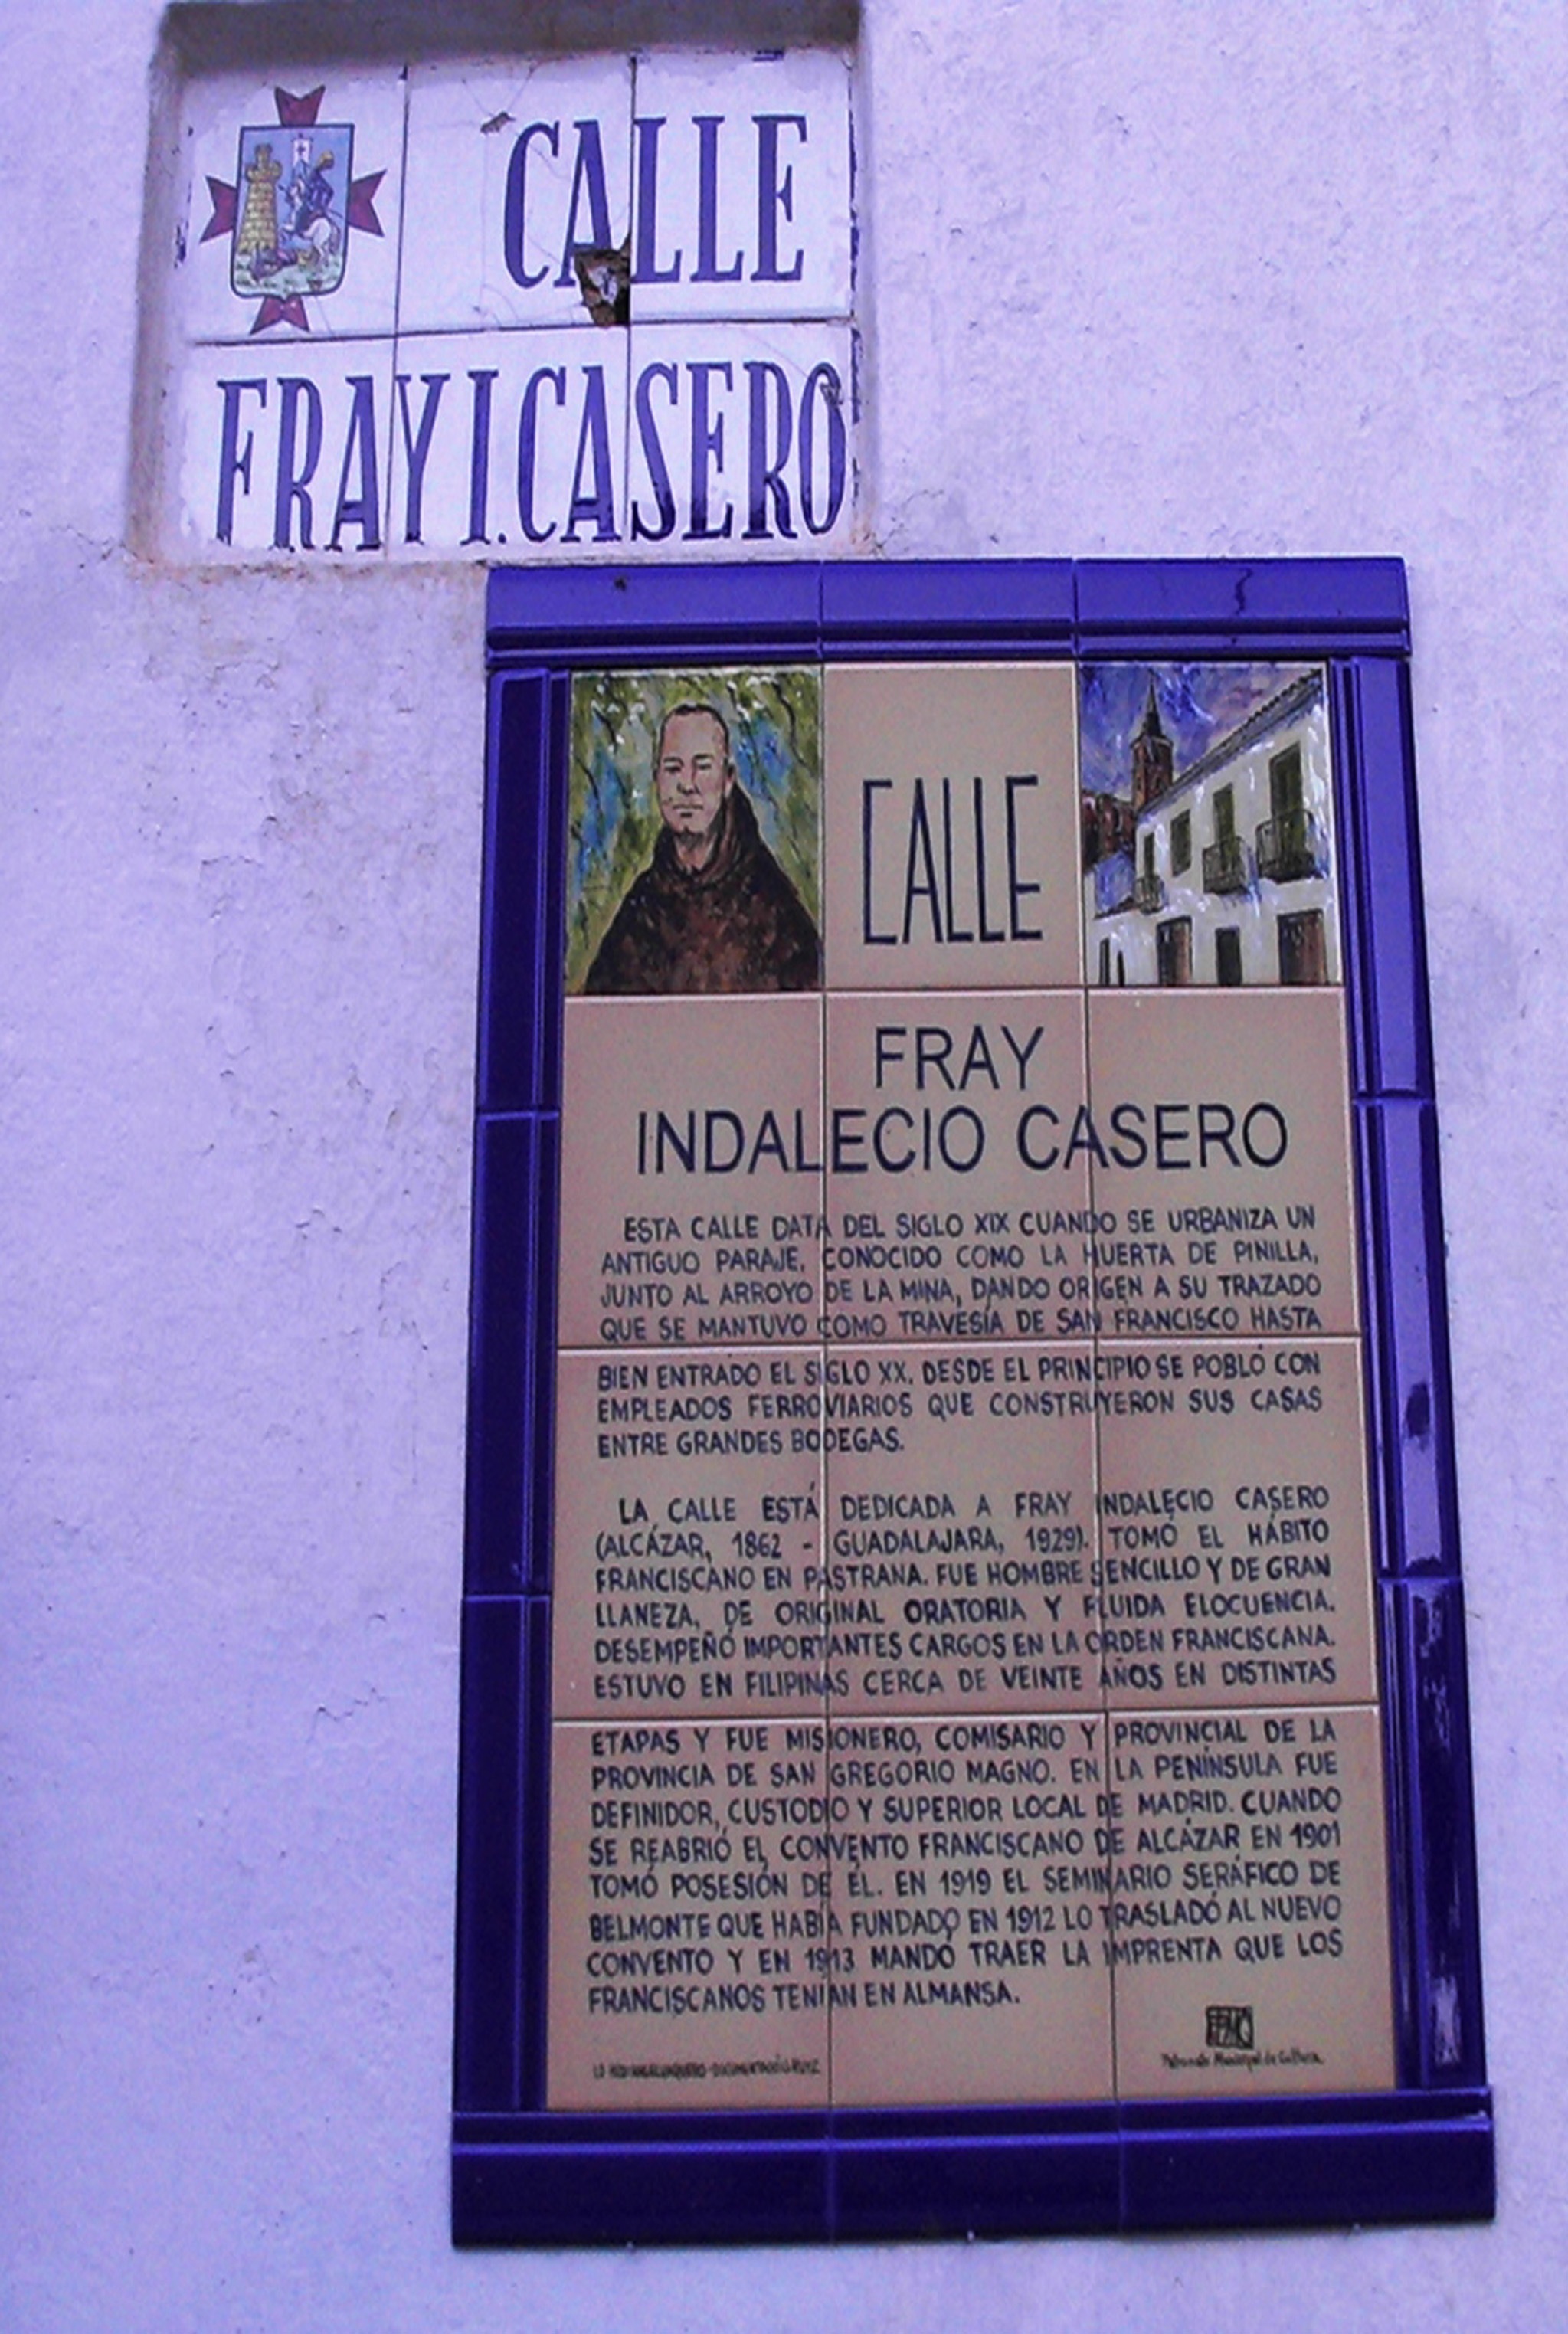 CALLE
FRAY I. CASERO
CALLE
FRAY
INDALECIO CASERO
ESTA CALLE DATA DEL SIGLO XIX CUANDO SE URBANIZA UN
ANTIGUO PARAJE, CONOCIDO COMO LA HUERTA DE PINILLA,
JUNTO AL ARROYO DE LA MINA, DANDO ORIGEN A SU TRAZADO
QUE SE MANTUVO COMO TRAVESÍA DE SAN FRANCISCO HASTA
BIEN ENTRADO EL SIGLO XX. DESDE EL PRINCIPIO SE POBLÓ CON
EMPLEADOS FERROVIARIOS QUE CONSTRUYERON SUS CASAS
ENTRE GRANDES BODEGAS.
LA CALLE ESTÁ DEDICADA A FRAY INDALECIO CASERO
(ALCÁZAR, 1862 - GUADALAJARA, 1929). TOMÓ EL HÁBITO
FRANCISCANO EN PASTRANA. FUE HOMBRE SENCILLO Y DE GRAN
LLANEZA, DE ORIGINAL ORATORIA Y FLUIDA ELOCUENCIA.
DESEMPEÑÓ IMPORTANTES CARGOS EN LA ORDEN FRANCISCANA.
ESTUVO EN FILIPINAS CERCA DE VEINTE AÑOS EN DISTINTAS
ETAPAS Y FUE MISIONERO, COMISARIO Y PROVINCIAL DE LA
PROVINCIA DE SAN GREGORIO MAGNO. EN LA PENÍNSULA FUE
DEFINIDOR, CUSTODIO Y SUPERIOR LOCAL DE MADRID. CUANDO
SE REABRIÓ EL CONVENTO FRANCISCANO DE ALCÁZAR EN 1901
TOMÓ POSESIÓN DE ÉL. EN 1919 EL SEMINARIO SERÁFICO DE
BELMONTE QUE HABÍA FUNDADO EN 1912 LO TRASLADÓ AL NUEVO
CONVENTO Y EN 1913 MANDÓ TRAER LA IMPRENTA QUE LOS
FRANCISCANOS TENÍAN EN ALMANSA.
Patronato Municipal de Cultura